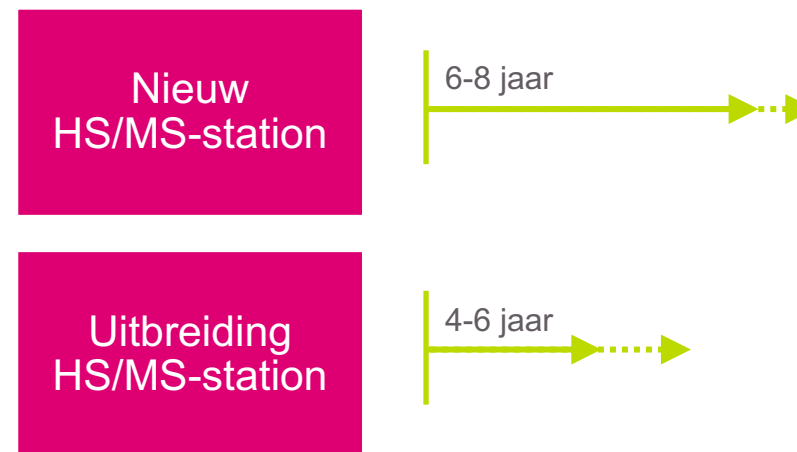 Nieuw
HS/MS-station
6-8 jaar
Uitbreiding
HS/MS-station
4-6 jaar